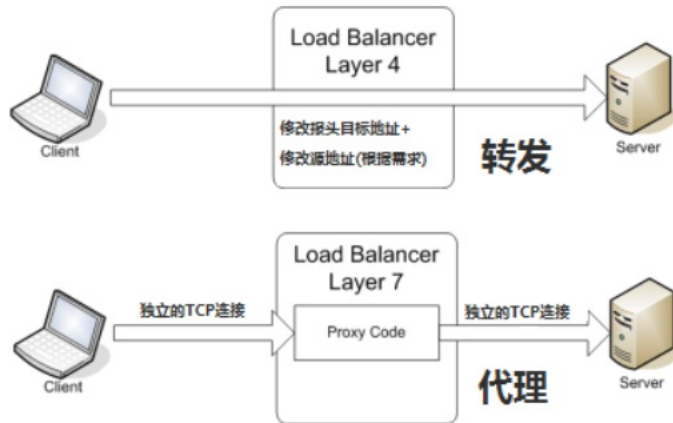 Load Balancer
Layer 4
修改报头目标地址+
修改源地址(根据需求)
Client
转发
Server
Load Balancer
Layer 7
独立的TCP连接
Proxy Code
独立的TCP连接
Client
代理
Server